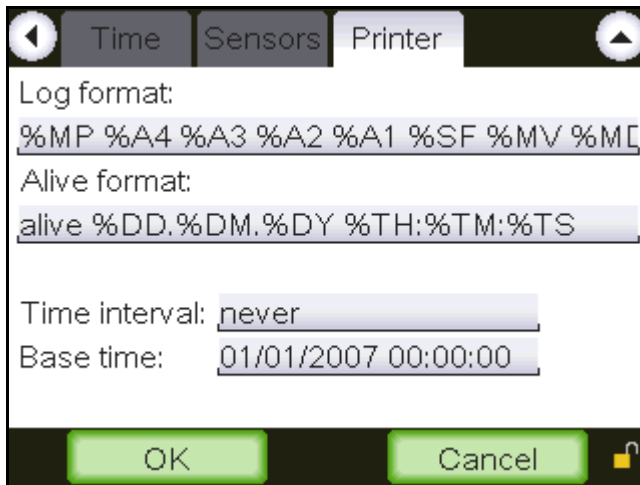 Time Sensors Printer
Log format:
%MP %A4 %A3 %A2 %A1 %SF %MV
Alive format:
alive %DD.%DM.%DY %TH:%TM:%TS
Time interval: never
Base time: 01/01/2007 00:00:00
OK Cancel